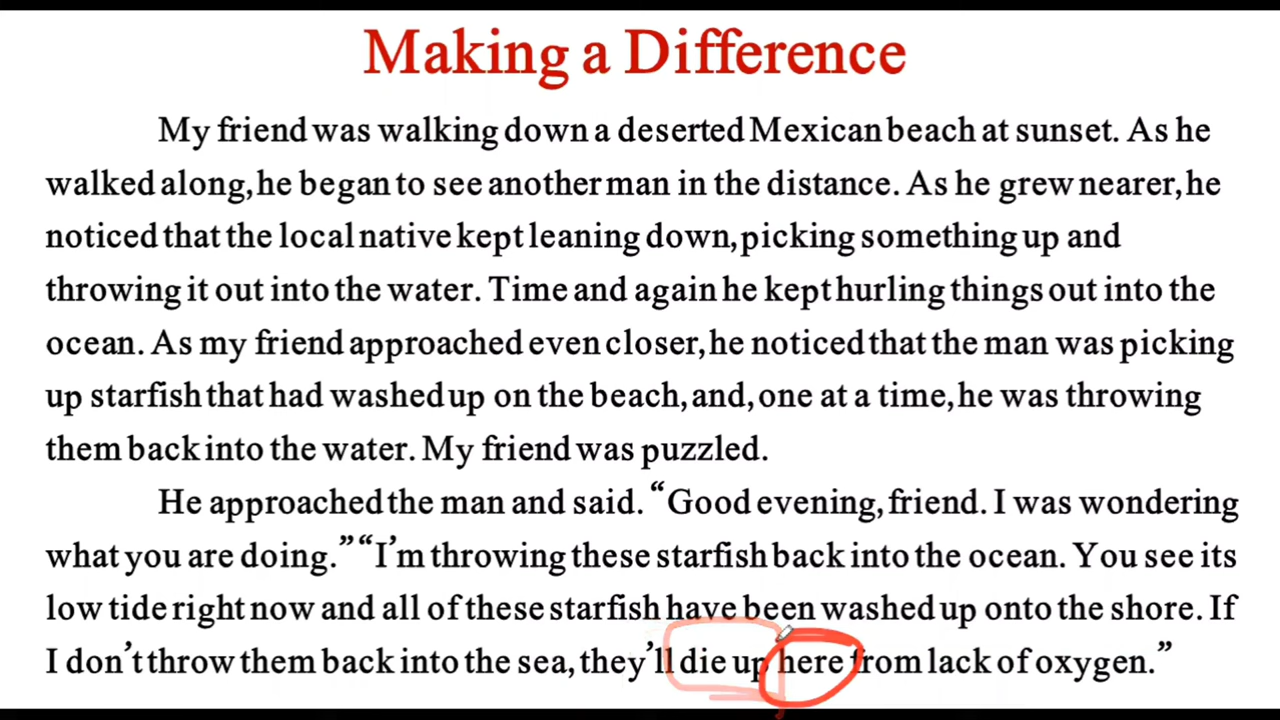 Making a Difference
My friend was walking down a deserted Mexican beach at sunset. As he
walked along, he began to see another man in the distance. As he grew nearer, he
noticed that the local native kept leaning down, picking something up and
throwing it out into the water. Time and again he kept hurling things out into the
ocean. As my friend approached even closer, he noticed that the man was picking
up starfish that had washed up on the beach, and, one at a time, he was throwing
them back into the water. My friend was puzzled.
He approached the man and said. “Good evening, friend. I was wondering
what you are doing.” “I’m throwing these starfish back into the ocean. You see its
low tide right now and all of these starfish have been washed up onto the shore. If
I don’t throw them back into the sea, they’ll die up here from lack of oxygen.”